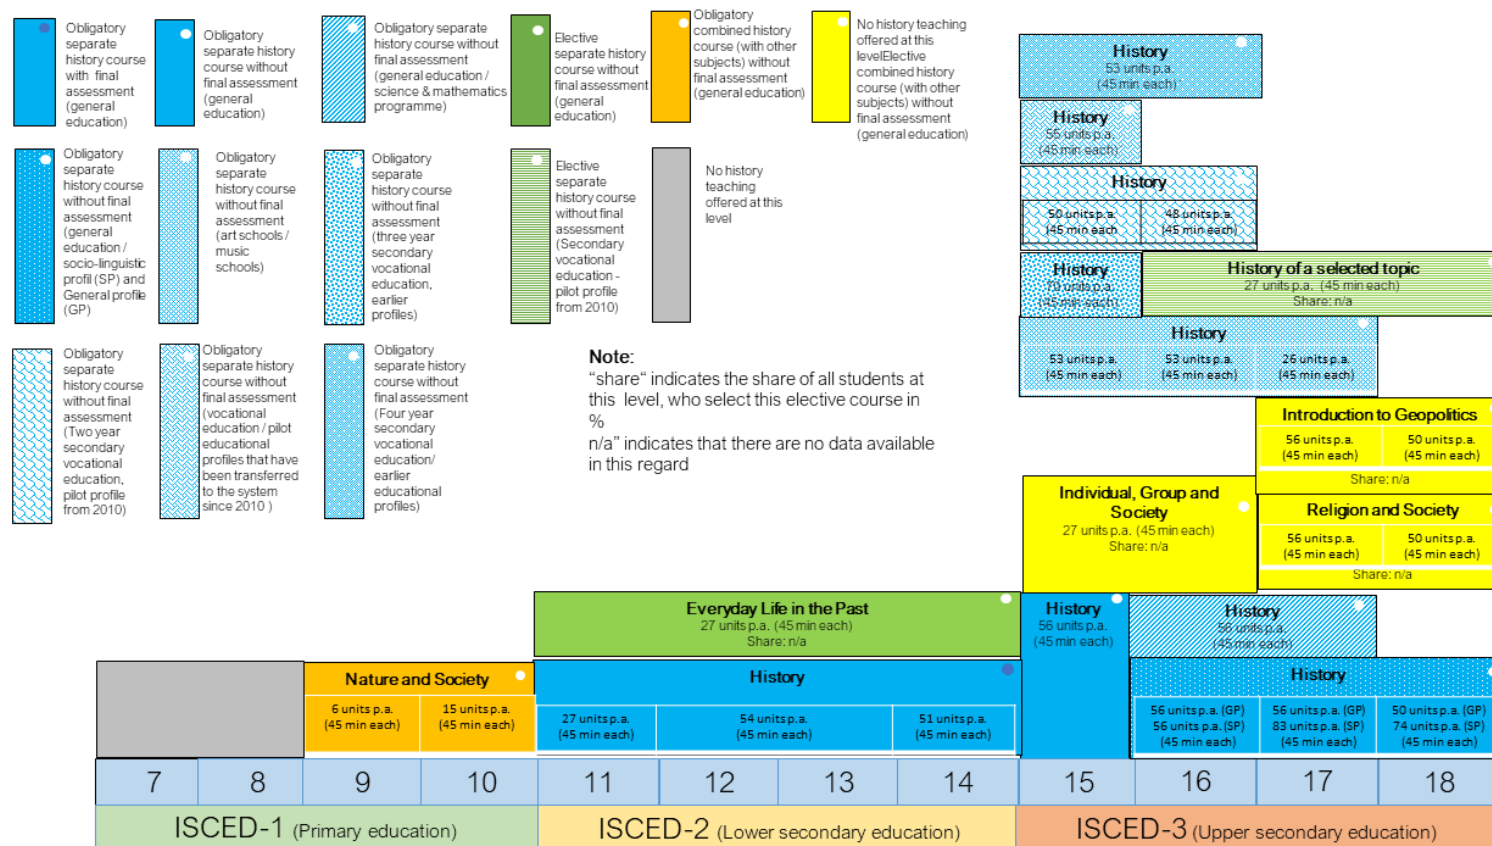 Obligatory
separate
history course
with final
assessment
(general
education)
Obligatory
separate history
course without
final assessment
(general
education)
Obligatory separate
history course without
final assessment
(general education /
science & mathematics
programme)
Elective
separate history
course without
final assessment
(general
education)
Obligatory
combined history
course (with other
subjects) without
final assessment
(general education)
No history teaching
offered at this
levelElective
combined history
course (with other
subjects) without
final assessment
(general education)
Obligatory
separate
history course
without final
assessment
(general
education /
socio-linguistic
profil (SP) and
General profile
(GP)
Obligatory
separate
history course
without final
assessment
(art schools /
music
schools)
Obligatory
separate
history course
without final
assessment
(three year
secondary
vocational
education,
earlier
profiles)
Elective
separate
history course
without final
assessment
(Secondary
vocational
education -
pilot profile
from 2010)
No history
teaching
offered at this
level
Obligatory
separate
history course
without final
assessment
(Two year
secondary
vocational
education,
pilot profile
from 2010)
Obligatory
separate history
course without
final assessment
(vocational
education / pilot
educational
profiles that have
been transferred
to the system
since 2010 )
Obligatory
separate
history course
without final
assessment
(Four year
secondary
vocational
education/
earlier
educational
profiles)
Note:
"share" indicates the share of all students at
this level, who select this elective course in
%
n/a" indicates that there are no data available
in this regard
History
53 units p.a.
(45 min each)
History
55 units p.a.
(45 min each)
History
50 units p.a.
(45 min each
48 units p.a.
(45 min each)
History
units p.a.
(45 min each)
History of a selected topic
27 units p.a. (45 min each)
Share: n/a
History
53 units p.a.
(45 min each)
53 units p.a.
(45 min each)
26 units p.a.
(45 min each)
Introduction to Geopolitics
56 units p.a.
(45 min each)
50 units p.a.
(45 min each)
Share: n/a
Individual, Group and
Society
27 units p.a. (45 min each)
Share: n/a
Religion and Society
56 units p.a.
(45 min each)
50 units p.a.
(45 min each)
Share: n/a
Everyday Life in the Past
27 units p.a. (45 min each)
Share: n/a
History
56 units p.a.
(45 min each)
History
56 units p.a.
(45 min each)
Nature and Society
6 units p.a.
(45 min each)
15 units p.a.
(45 min each)
History
27 units p.a.
(45 min each)
54 units p.a.
(45 min each)
51 units p.a.
(45 min each)
History
56 units p.a. (GP)
56 units p.a. (SP)
(45 min each)
56 units p.a. (GP)
83 units p.a. (SP)
(45 min each)
50 units p.a. (GP)
74 units p.a. (SP)
(45 min each)
7 8 9 10 11 12 13 14 15 16 17 18
ISCED-1 (Primary education)
ISCED-2 (Lower secondary education)
ISCED-3 (Upper secondary education)